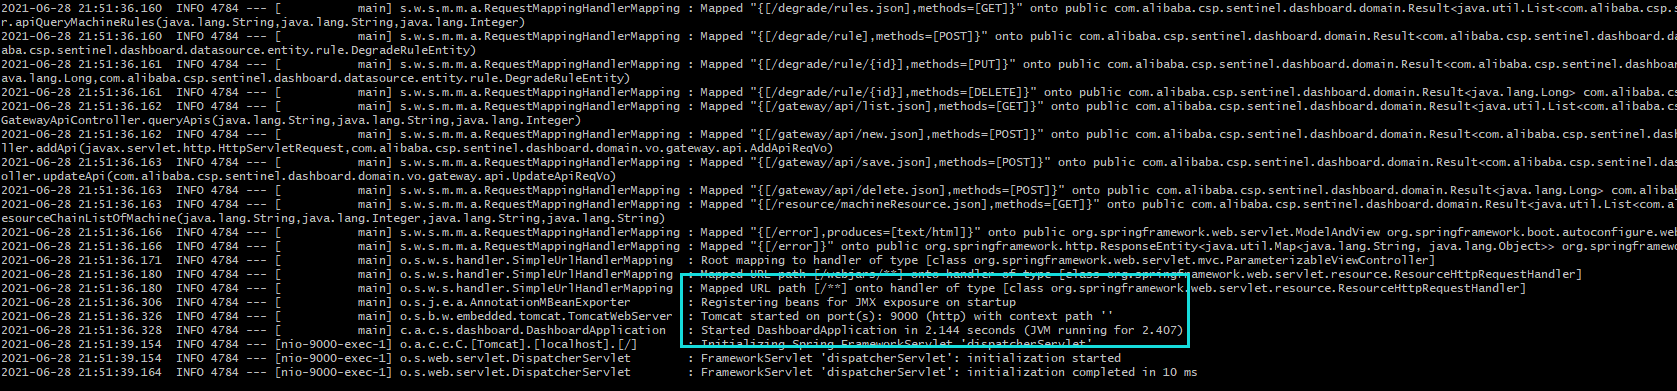 2021-06-28 21:51:36.160  INFO 4784 --- [           main] s.w.s.m.m.a.RequestMappingHandlerMapping : Mapped "{[/degrade/rules.json],methods=[GET]}" onto public com.alibaba.csp.sentinel.dashboard.domain.Result<java.util.List<com.alibaba.csp.se
r.apiQueryMachineRules(java.lang.String,java.lang.String,java.lang.Integer)
2021-06-28 21:51:36.160  INFO 4784 --- [           main] s.w.s.m.m.a.RequestMappingHandlerMapping : Mapped "{[/degrade/rule],methods=[POST]}" onto public com.alibaba.csp.sentinel.dashboard.domain.Result<com.alibaba.csp.sentinel.dashboard.da
aba.csp.sentinel.dashboard.datasource.entity.rule.DegradeRuleEntity)
2021-06-28 21:51:36.161  INFO 4784 --- [           main] s.w.s.m.m.a.RequestMappingHandlerMapping : Mapped "{[/degrade/rule/{id}],methods=[PUT]}" onto public com.alibaba.csp.sentinel.dashboard.domain.Result<com.alibaba.csp.sentinel.dashboar
ava.lang.Long,com.alibaba.csp.sentinel.dashboard.datasource.entity.rule.DegradeRuleEntity)
2021-06-28 21:51:36.161  INFO 4784 --- [           main] s.w.s.m.m.a.RequestMappingHandlerMapping : Mapped "{[/degrade/rule/{id}],methods=[DELETE]}" onto public com.alibaba.csp.sentinel.dashboard.domain.Result<java.lang.Long> com.alibaba.cs
2021-06-28 21:51:36.162  INFO 4784 --- [           main] s.w.s.m.m.a.RequestMappingHandlerMapping : Mapped "{[/gateway/api/list.json],methods=[GET]}" onto public com.alibaba.csp.sentinel.dashboard.domain.Result<java.util.List<com.alibaba.cs
GatewayApiController.queryApis(java.lang.String,java.lang.String,java.lang.Integer)
2021-06-28 21:51:36.162  INFO 4784 --- [           main] s.w.s.m.m.a.RequestMappingHandlerMapping : Mapped "{[/gateway/api/new.json],methods=[POST]}" onto public com.alibaba.csp.sentinel.dashboard.domain.Result<com.alibaba.csp.sentinel.dash
ller.addApi(javax.servlet.http.HttpServletRequest,com.alibaba.csp.sentinel.dashboard.domain.vo.gateway.api.AddApiReqVo)
2021-06-28 21:51:36.163  INFO 4784 --- [           main] s.w.s.m.m.a.RequestMappingHandlerMapping : Mapped "{[/gateway/api/save.json],methods=[POST]}" onto public com.alibaba.csp.sentinel.dashboard.domain.Result<com.alibaba.csp.sentinel.das
oller.updateApi(com.alibaba.csp.sentinel.dashboard.domain.vo.gateway.api.UpdateApiReqVo)
2021-06-28 21:51:36.163  INFO 4784 --- [           main] s.w.s.m.m.a.RequestMappingHandlerMapping : Mapped "{[/gateway/api/delete.json],methods=[POST]}" onto public com.alibaba.csp.sentinel.dashboard.domain.Result<java.lang.Long> com.alibab
2021-06-28 21:51:36.163  INFO 4784 --- [           main] s.w.s.m.m.a.RequestMappingHandlerMapping : Mapped "{[/resource/machineResource.json],methods=[GET]}" onto public com.alibaba.csp.sentinel.dashboard.domain.Result<java.util.List<com.al
esourceChainListOfMachine(java.lang.String,java.lang.Integer,java.lang.String,java.lang.String)
2021-06-28 21:51:36.166  INFO 4784 --- [           main] s.w.s.m.m.a.RequestMappingHandlerMapping : Mapped "{[/error],produces=[text/html]}" onto public org.springframework.web.servlet.ModelAndView org.springframework.boot.autoconfigure.web
2021-06-28 21:51:36.166  INFO 4784 --- [           main] s.w.s.m.m.a.RequestMappingHandlerMapping : Mapped "{[/error]}" onto public org.springframework.http.ResponseEntity<java.util.Map<java.lang.String, java.lang.Object>> org.springframewo
2021-06-28 21:51:36.171  INFO 4784 --- [           main] o.s.w.s.handler.SimpleUrlHandlerMapping  : Root mapping to handler of type [class org.springframework.web.servlet.mvc.ParameterizableViewController]
2021-06-28 21:51:36.180  INFO 4784 --- [           main] o.s.w.s.handler.SimpleUrlHandlerMapping  : Mapped URL path [/webjars/**] onto handler of type [class org.springframework.web.servlet.resource.ResourceHttpRequestHandler]
2021-06-28 21:51:36.180  INFO 4784 --- [           main] o.s.w.s.handler.SimpleUrlHandlerMapping  : Mapped URL path [/**] onto handler of type [class org.springframework.web.servlet.resource.ResourceHttpRequestHandler]
2021-06-28 21:51:36.306  INFO 4784 --- [           main] o.s.j.e.a.AnnotationMBeanExporter        : Registering beans for JMX exposure on startup
2021-06-28 21:51:36.326  INFO 4784 --- [           main] o.s.b.w.embedded.tomcat.TomcatWebServer  : Tomcat started on port(s): 9000 (http) with context path ''
2021-06-28 21:51:36.328  INFO 4784 --- [           main] c.a.c.s.dashboard.DashboardApplication   : Started DashboardApplication in 2.144 seconds (JVM running for 2.407)
2021-06-28 21:51:39.154  INFO 4784 --- [nio-9000-exec-1] o.a.c.c.C.[Tomcat].[localhost].[/]       : Initializing Spring FrameworkServlet 'dispatcherServlet'
2021-06-28 21:51:39.154  INFO 4784 --- [nio-9000-exec-1] o.s.web.servlet.DispatcherServlet        : FrameworkServlet 'dispatcherServlet': initialization started
2021-06-28 21:51:39.164  INFO 4784 --- [nio-9000-exec-1] o.s.web.servlet.DispatcherServlet        : FrameworkServlet 'dispatcherServlet': initialization completed in 10 ms